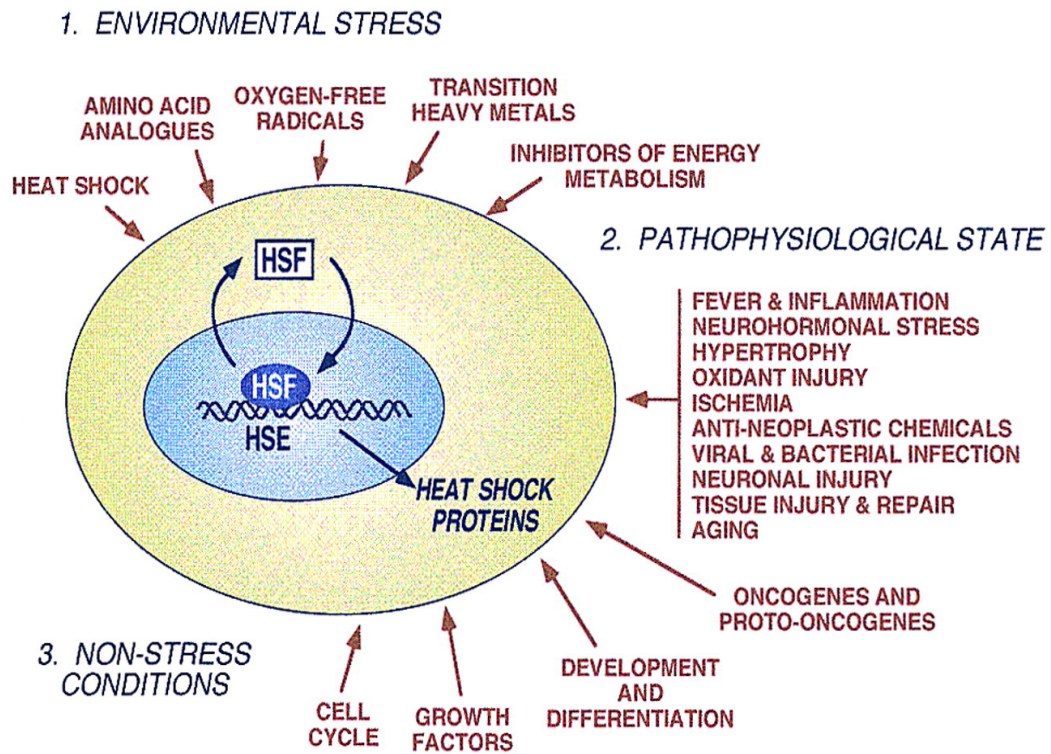 1. ENVIRONMENTAL STRESS
AMINO ACID
ANALOGUES
OXYGEN-FREE
RADICALS
TRANSITION
HEAVY METALS
HEAT SHOCK
INHIBITORS OF ENERGY
METABOLISM
2. PATHOPHYSIOLOGICAL STATE
HSF
FEVER & INFLAMMATION
NEUROHORMONAL STRESS
HYPERTROPHY
OXIDANT INJURY
ISCHEMIA
ANTI-NEOPLASTIC CHEMICALS
VIRAL & BACTERIAL INFECTION
NEURONAL INJURY
TISSUE INJURY & REPAIR
AGING
HSF
HSE
HEAT SHOCK
PROTEINS
ONCOGENES AND
PROTO-ONCOGENES
3. NON-STRESS
CONDITIONS
CELL
CYCLE
GROWTH
FACTORS
DEVELOPMENT
AND
DIFFERENTIATION